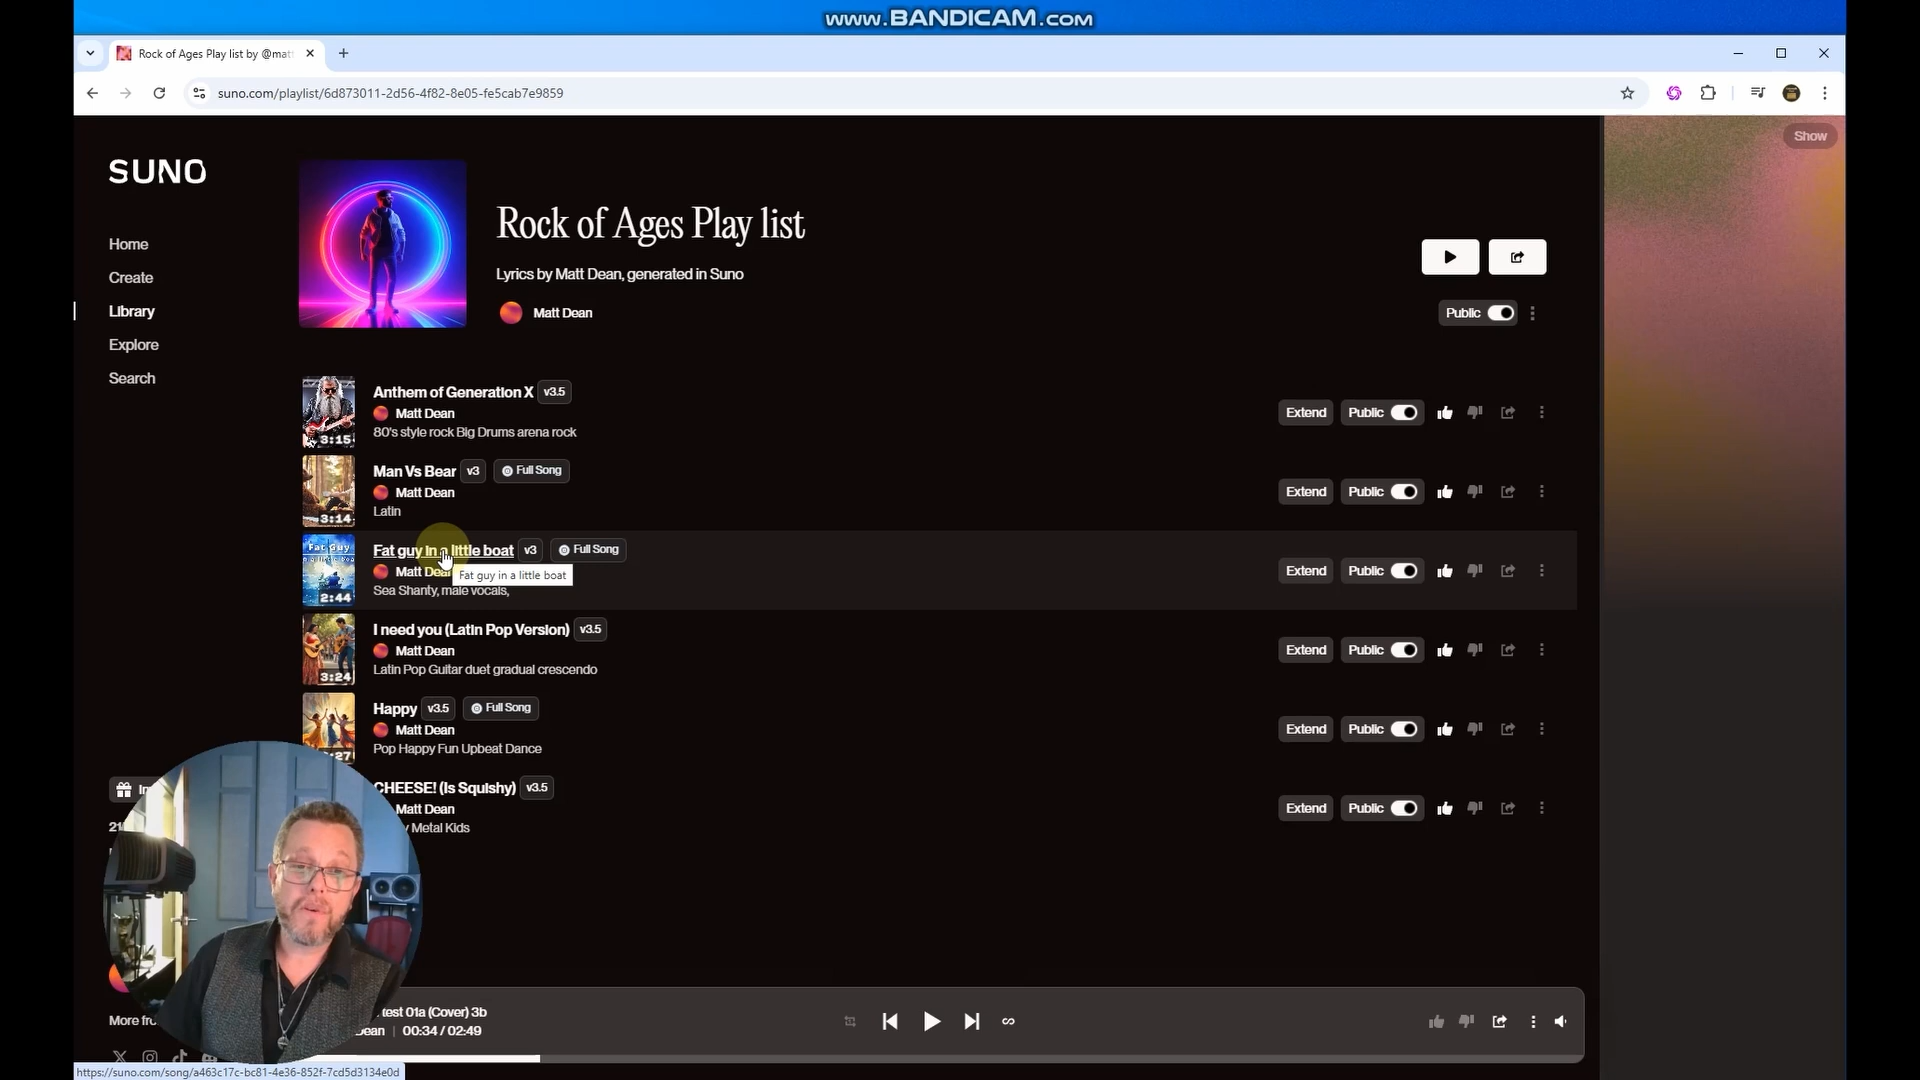 www.BANDICAM.com
Rock of Ages Play list by @matt
suno.com/playlist/6d873011-2d56-4f82-8e05-fe5cab7e9859
Show
SUNO
Home
Create
Library
Explore
Search
Rock of Ages Play list
Lyrics by Matt Dean, generated in Suno
Matt Dean
Public
Anthem of Generation X v3.5
Matt Dean
80's style rock Big Drums arena rock
3:15
Extend Public
Man Vs Bear v3 Full Song
Matt Dean
Latin
3:14
Extend Public
Fat Guy
Fat guy in a little boat v3 Full Song
Matt Dean
Fat guy in a little boat
Sea Shanty, male vocals,
2:44
Extend Public
I need you (Latin Pop Version) v3.5
Matt Dean
Latin Pop Guitar duet gradual crescendo
3:24
Extend Public
Happy v3.5 Full Song
Matt Dean
Pop Happy Fun Upbeat Dance
:27
Extend Public
CHEESE! (Is Squishy) v3.5
Matt Dean
Metal Kids
Extend Public
test 01a (Cover) 3b
Dean | 00:34 / 02:49
More
https://suno.com/song/a463c17c-bc81-4e36-852f-7cd5d3134e0d